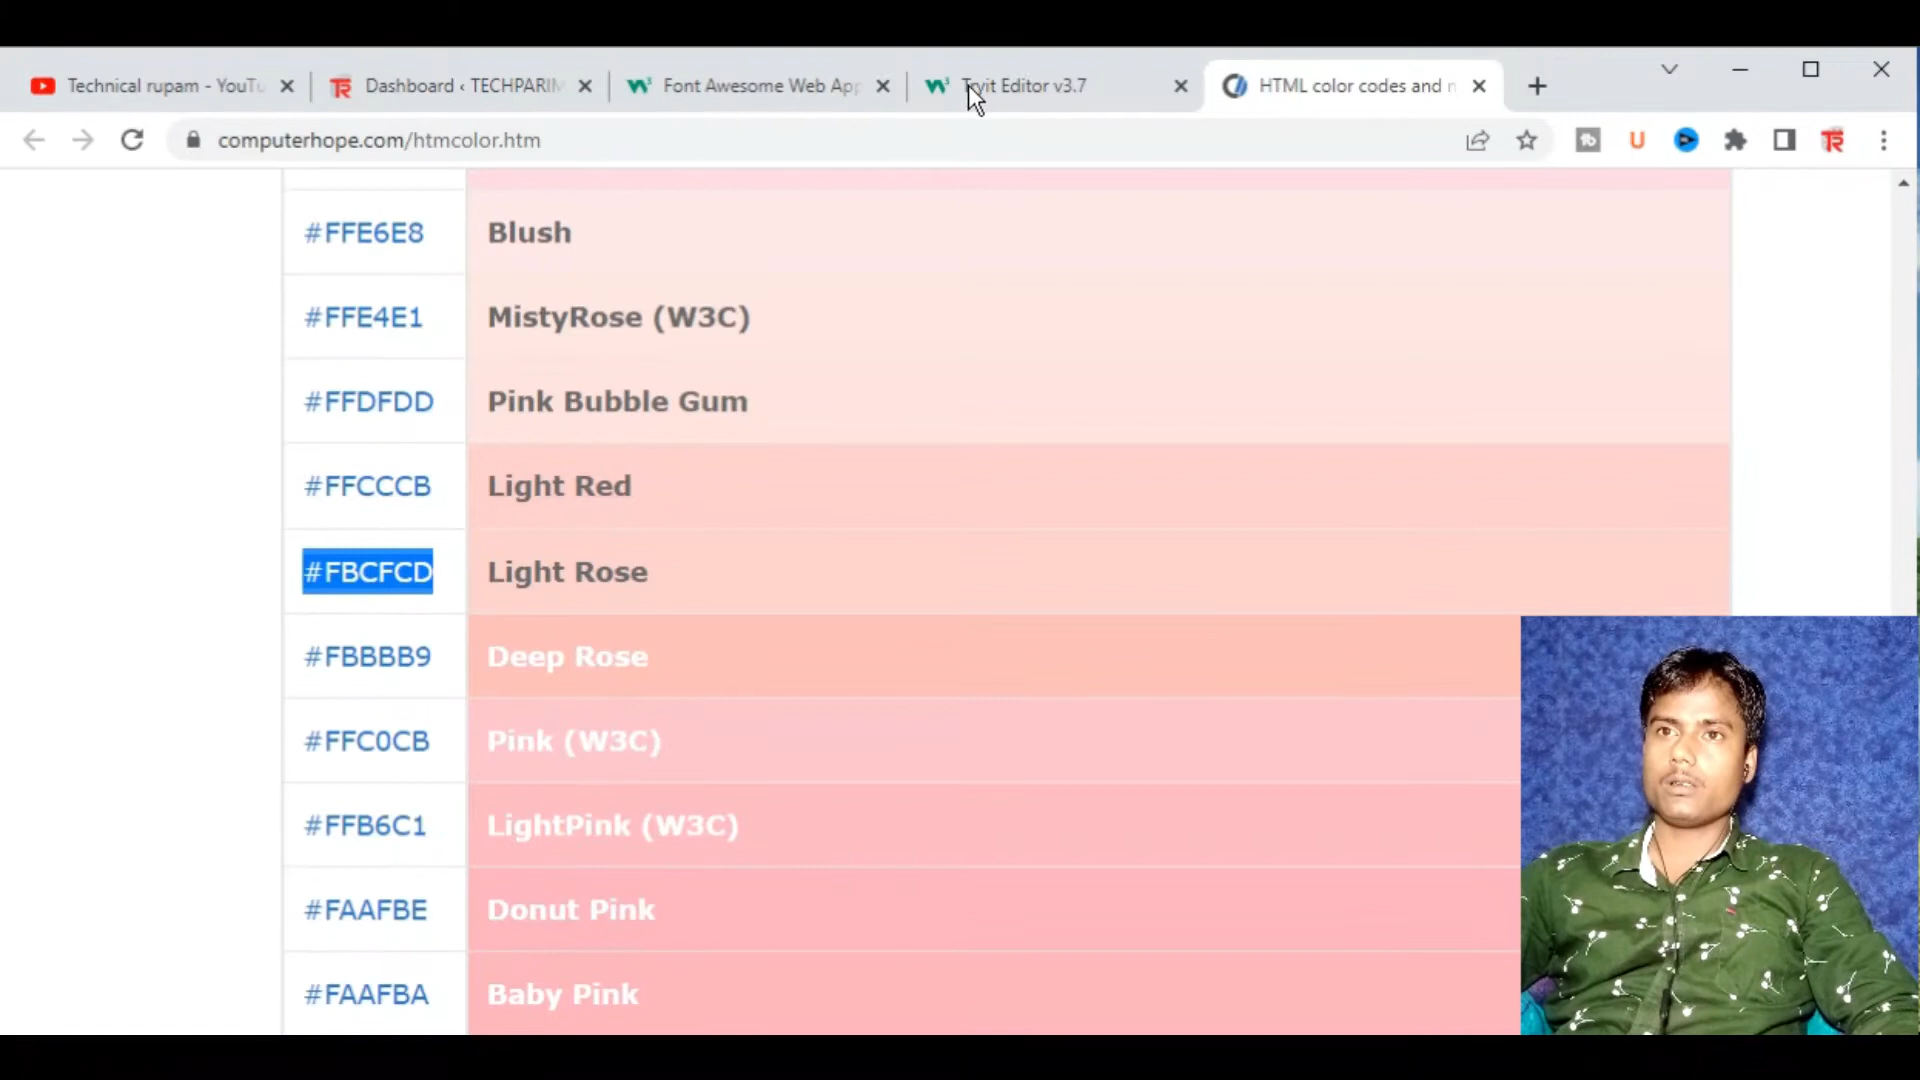 Technical rupam - YouTu
Dashboard ‹ TECHPARIM
Font Awesome Web App
Tryit Editor v3.7
HTML color codes and n
computerhope.com/htmcolor.htm
#FFE6E8 Blush
#FFE4E1 MistyRose (W3C)
#FFDFDD Pink Bubble Gum
#FFCCCB Light Red
#FBCFCD Light Rose
#FBBBB9 Deep Rose
#FFC0CB Pink (W3C)
#FFB6C1 LightPink (W3C)
#FAAFBE Donut Pink
#FAAFBA Baby Pink